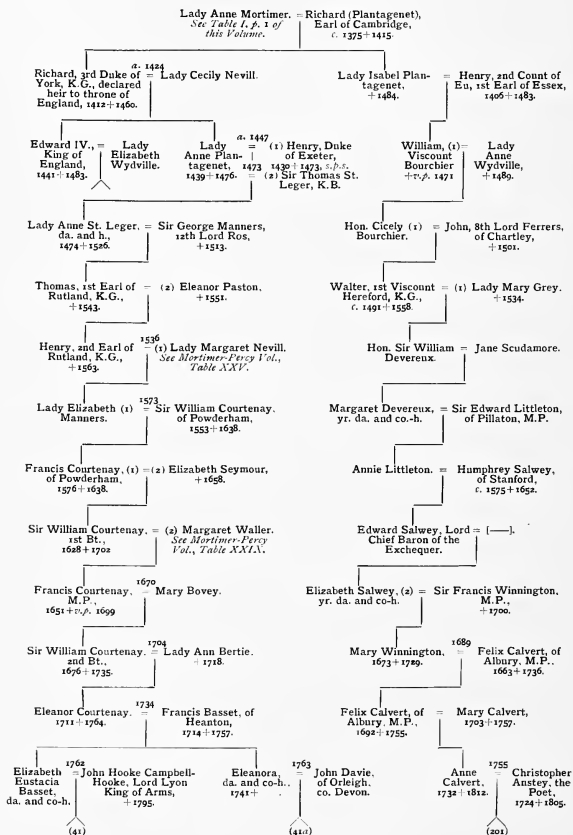 Lady Anne Mortimer. = Richard (Plantagenet),
See Table I, p. 1 of Earl of Cambridge,
this Volume. c. 1375+1415.
a. 1424
Richard, 3rd Duke of = Lady Cecily Nevill.
York, K.G., declared
heir to throne of
England, 1412+1460.
Lady Isabel Plan- = Henry, 2nd Count of
tagenet, Eu, 1st Earl of Essex,
+1484. 1406+1483.
Edward IV., = Lady
King of Elizabeth
England, Wydville.
1441+1483.
a. 1447
Lady = (1) Henry, Duke
Anne Plan- | of Exeter,
tagenet, 1473 1430+1473, s.p.s.
1439+1476. = (2) Sir Thomas St.
Leger, K.B.
William, (1)= Lady
Viscount Anne
Bourchier Wydville,
+v.p. 1471 +1489.
Lady Anne St. Leger, = Sir George Manners,
da. and h., 12th Lord Ros,
1474+1526. +1513.
Hon. Cicely (1) = John, 8th Lord Ferrers,
Bourchier. of Chartley,
+1501.
Thomas, 1st Earl of = (2) Eleanor Paston,
Rutland, K.G., +1551.
+1543.
Walter, 1st Viscount = (1) Lady Mary Grey.
Hereford, K.G., +1534.
c. 1491+1558.
1536
Henry, 2nd Earl of = (1) Lady Margaret Nevill.
Rutland, K.G., See Mortimer-Percy Vol.,
+1563. Table XXV.
Hon. Sir William = Jane Scudamore.
Devereux.
1573
Lady Elizabeth (1) = Sir William Courtenay,
Manners. of Powderham,
1553+1638.
Margaret Devereux, = Sir Edward Littleton,
yr. da. and co.-h. of Pillaton, M.P.
Francis Courtenay, (1) =(2) Elizabeth Seymour,
of Powderham, +1658.
1576+1638.
Annie Littleton. = Humphrey Salwey,
of Stanford,
c. 1575+1652.
Sir William Courtenay, = (2) Margaret Waller.
1st Bt., See Mortimer-Percy
1628+1702 Vol., Table XXIX.
Edward Salwey, Lord = [—].
Chief Baron of the
Exchequer.
1670
Francis Courtenay, = Mary Bovey.
M.P.,
1651+v.p. 1699
Elizabeth Salwey, (2) = Sir Francis Winnington,
yr. da. and co-h. M.P.,
+1700.
1704
Sir William Courtenay, = Lady Ann Bertie.
2nd Bt., +1718.
1676+1735.
1689
Mary Winnington, = Felix Calvert, of
1673+1729. Albury, M.P.,
1663+1736.
1734
Eleanor Courtenay. = Francis Basset, of
1711+1764. Heanton,
1714+1757.
Felix Calvert, of = Mary Calvert,
Albury, M.P., 1703+1757.
1692+1755.
1762
Elizabeth = John Hooke Campbell-
Eustacia Hooke, Lord Lyon
Basset, King of Arms,
da. and co-h. +1795.
1763
Eleanora, = John Davie,
da. and co-h., of Orleigh,
1741+ co. Devon.
1755
Anne = Christopher
Calvert, Anstey, the
1732+1812. Poet,
1724+1805.
(41) (41a) (201)